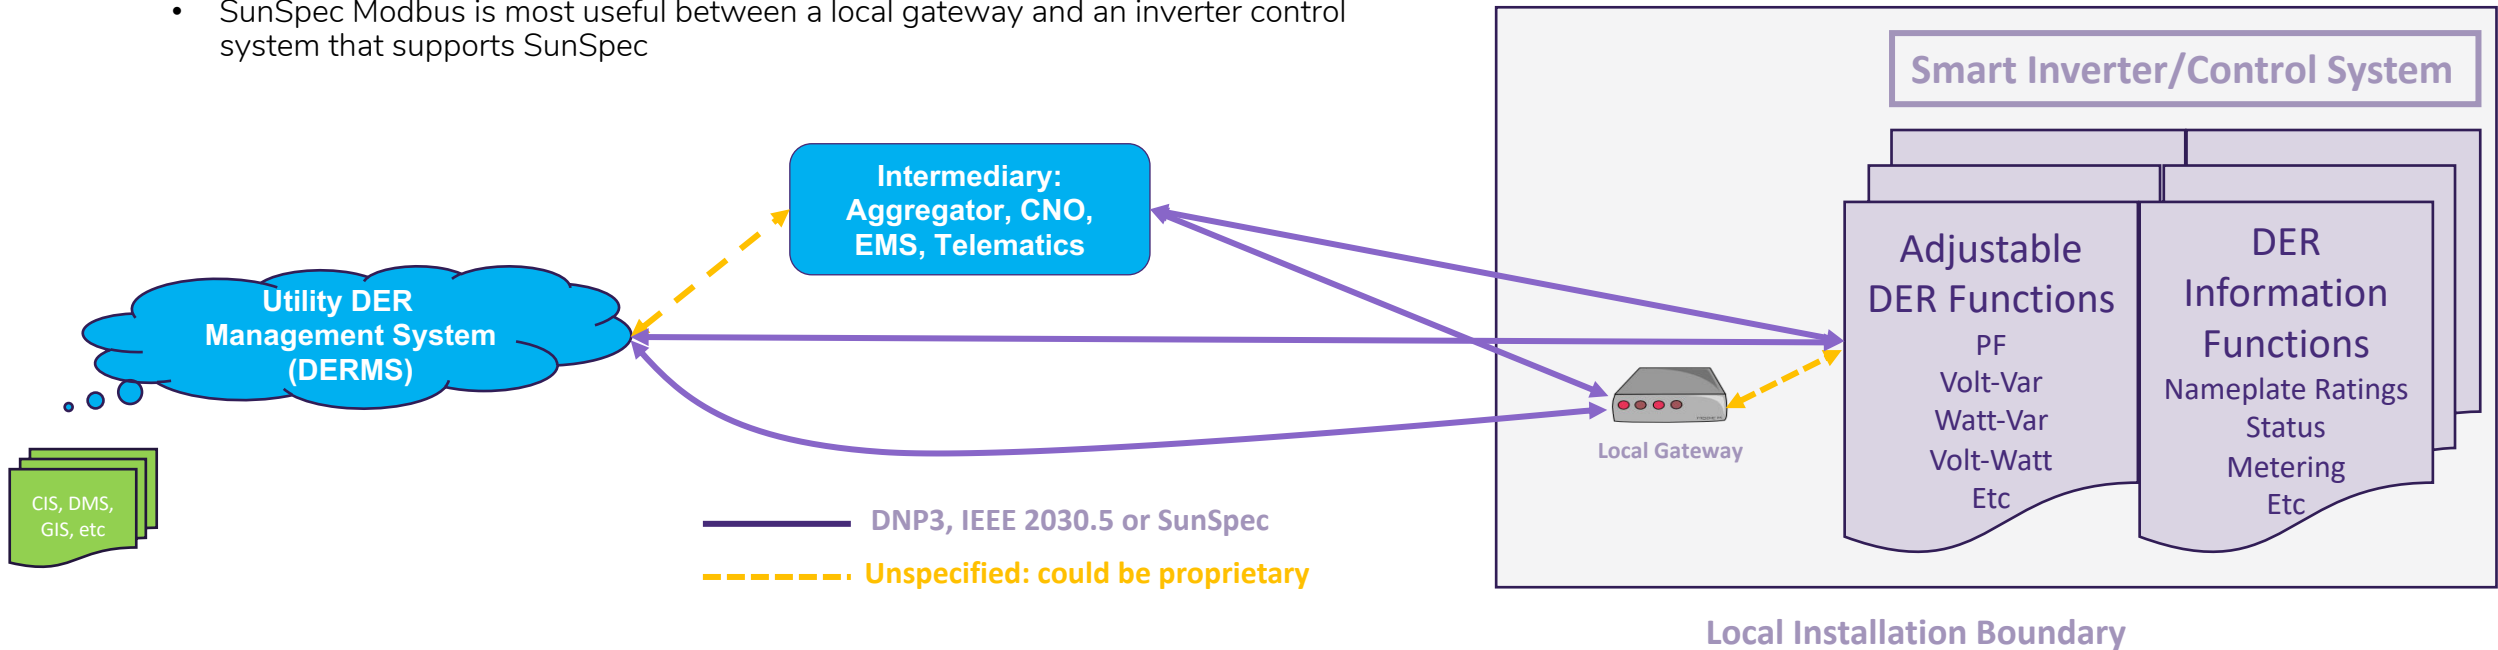 • SunSpec Modbus is most useful between a local gateway and an inverter control
system that supports SunSpec
Smart Inverter/Control System
Intermediary:
Aggregator, CNO,
EMS, Telematics
Utility DER
Management System
(DERMS)
Adjustable
DER Functions
PF
Volt-Var
Watt-Var
Volt-Watt
Etc
DER
Information
Functions
Nameplate Ratings
Status
Metering
Etc
Local Gateway
CIS, DMS,
GIS, etc
DNP3, IEEE 2030.5 or SunSpec
Unspecified: could be proprietary
Local Installation Boundary